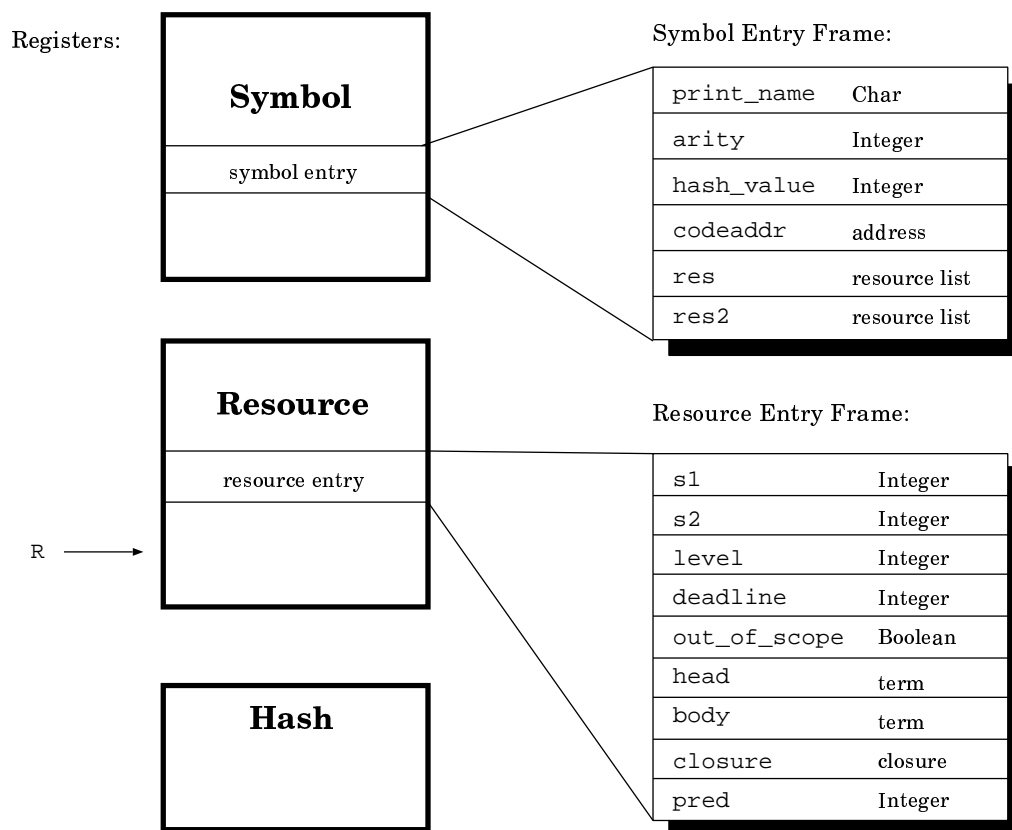 Registers:
Symbol
symbol entry
Symbol Entry Frame:
print_name Char
arity Integer
hash_value Integer
codeaddr address
res resource list
res2 resource list
Resource
resource entry
R
Resource Entry Frame:
s1 Integer
s2 Integer
level Integer
deadline Integer
out_of_scope Boolean
head term
body term
closure closure
pred Integer
Hash